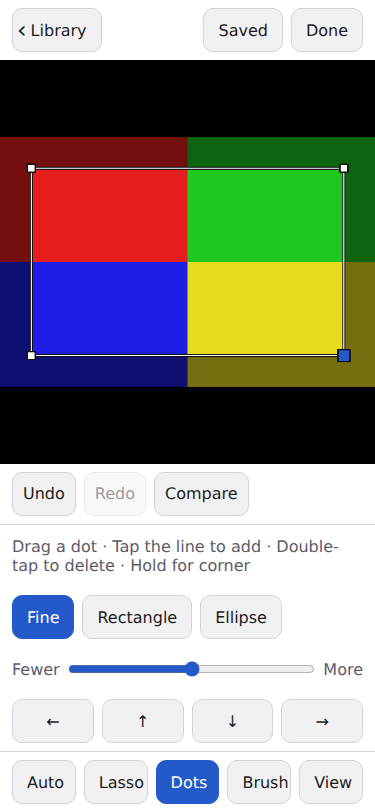 ‹ Library Saved Done
Undo Redo Compare
Drag a dot · Tap the line to add · Double-
tap to delete · Hold for corner
Fine Rectangle Ellipse
Fewer More
← ↑ ↓ →
Auto Lasso Dots Brush View